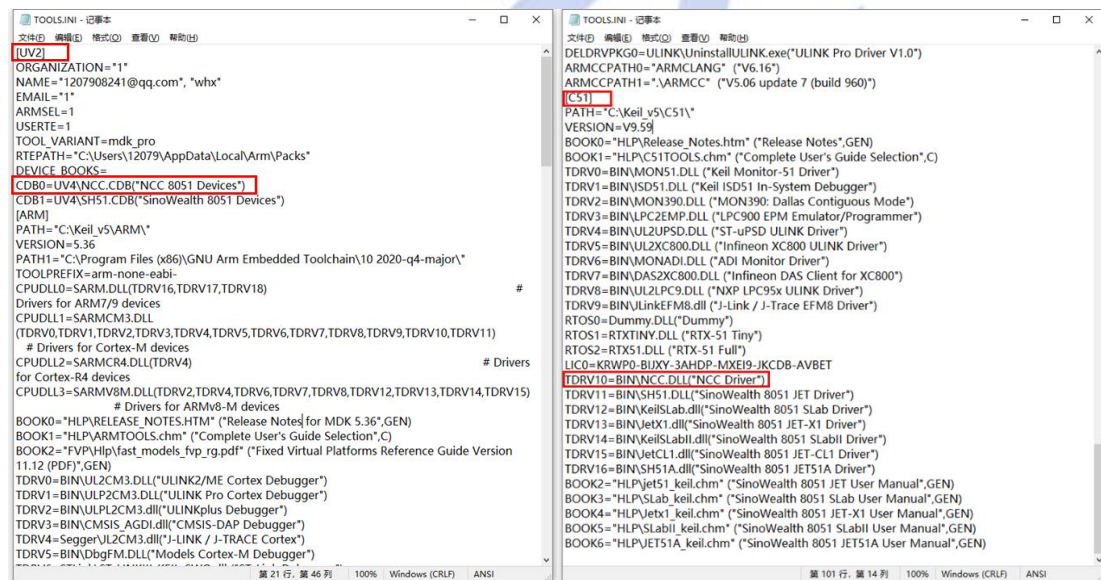 TOOLS.INI - 记事本
文件(F) 编辑(E) 格式(O) 查看(V) 帮助(H)
[UV2]
ORGANIZATION="1"
NAME="1207908241@qq.com", "whx"
EMAIL="1"
ARMSEL=1
USERTE=1
TOOL_VARIANT=mdk_pro
RTEPATH="C:\Users\12079\AppData\Local\Arm\Packs"
DEVICE_BOOKS=
CDB0=UV4\NCC.CDB("NCC 8051 Devices")
CDB1=UV4\SH51.CDB("SinoWealth 8051 Devices")
[ARM]
PATH="C:\Keil_v5\ARM\"
VERSION=5.36
PATH1="C:\Program Files (x86)\GNU Arm Embedded Toolchain\10 2020-q4-major\"
TOOLPREFIX=arm-none-eabi-
CPUDLL0=SARM.DLL(TDRV16,TDRV17,TDRV18) #
Drivers for ARM7/9 devices
CPUDLL1=SARMCM3.DLL
(TDRV0,TDRV1,TDRV2,TDRV3,TDRV4,TDRV5,TDRV6,TDRV7,TDRV8,TDRV9,TDRV10,TDRV11)
# Drivers for Cortex-M devices
CPUDLL2=SARMCR4.DLL(TDRV4) # Drivers
for Cortex-R4 devices
CPUDLL3=SARMV8M.DLL(TDRV2,TDRV4,TDRV6,TDRV7,TDRV8,TDRV12,TDRV13,TDRV14,TDRV15)
# Drivers for ARMv8-M devices
BOOK0="HLP\RELEASE_NOTES.HTM" ("Release Notes for MDK 5.36",GEN)
BOOK1="HLP\ARMTOOLS.chm" ("Complete User's Guide Selection",C)
BOOK2="FVP\Hlp\fast_models_fvp_rg.pdf" ("Fixed Virtual Platforms Reference Guide Version
11.12 (PDF)",GEN)
TDRV0=BIN\UL2CM3.DLL("ULINK2/ME Cortex Debugger")
TDRV1=BIN\ULP2CM3.DLL("ULINK Pro Cortex Debugger")
TDRV2=BIN\ULPL2CM3.dll("ULINKplus Debugger")
TDRV3=BIN\CMSIS_AGDI.dll("CMSIS-DAP Debugger")
TDRV4=Segger\JL2CM3.dll("J-LINK / J-TRACE Cortex")
TDRV5=BIN\DbgFM.DLL("Models Cortex-M Debugger")
第 21 行，第 46 列 100% Windows (CRLF) ANSI
TOOLS.INI - 记事本
文件(F) 编辑(E) 格式(O) 查看(V) 帮助(H)
DELDRVPKG0=ULINK\UninstallULINK.exe("ULINK Pro Driver V1.0")
ARMCCPATH0="ARMCLANG" ("V6.16")
ARMCCPATH1=".\ARMCC" ("V5.06 update 7 (build 960)")
[C51]
PATH="C:\Keil_v5\C51\"
VERSION=V9.59
BOOK0="HLP\Release_Notes.htm" ("Release Notes",GEN)
BOOK1="HLP\C51TOOLS.chm" ("Complete User's Guide Selection",C)
TDRV0=BIN\MON51.DLL ("Keil Monitor-51 Driver")
TDRV1=BIN\ISD51.DLL ("Keil ISD51 In-System Debugger")
TDRV2=BIN\MON390.DLL ("MON390: Dallas Contiguous Mode")
TDRV3=BIN\LPC2EMP.DLL ("LPC900 EPM Emulator/Programmer")
TDRV4=BIN\UL2UPSD.DLL ("ST-uPSD ULINK Driver")
TDRV5=BIN\UL2XC800.DLL ("Infineon XC800 ULINK Driver")
TDRV6=BIN\MONADI.DLL ("ADI Monitor Driver")
TDRV7=BIN\DAS2XC800.DLL ("Infineon DAS Client for XC800")
TDRV8=BIN\UL2LPC9.DLL ("NXP LPC95x ULINK Driver")
TDRV9=BIN\JLinkEFM8.dll ("J-Link / J-Trace EFM8 Driver")
RTOS0=Dummy.DLL("Dummy")
RTOS1=RTXTINY.DLL ("RTX-51 Tiny")
RTOS2=RTX51.DLL ("RTX-51 Full")
LIC0=KRWP0-BIJXY-3AHDP-MXEI9-JKCDB-AVBET
TDRV10=BIN\NCC.DLL("NCC Driver")
TDRV11=BIN\SH51.DLL("SinoWealth 8051 JET Driver")
TDRV12=BIN\KeilSLab.dll("SinoWealth 8051 SLab Driver")
TDRV13=BIN\JetX1.dll("SinoWealth 8051 JET-X1 Driver")
TDRV14=BIN\KeilSLabII.dll("SinoWealth 8051 SLabII Driver")
TDRV15=BIN\JetCL1.dll("SinoWealth 8051 JET-CL1 Driver")
TDRV16=BIN\SH51A.dll("SinoWealth 8051 JET51A Driver")
BOOK2="HLP\jet51_keil.chm" ("SinoWealth 8051 JET User Manual",GEN)
BOOK3="HLP\SLab_keil.chm" ("SinoWealth 8051 SLab User Manual",GEN)
BOOK4="HLP\Jetx1_keil.chm" ("SinoWealth 8051 JET-X1 User Manual",GEN)
BOOK5="HLP\SLabII_keil.chm" ("SinoWealth 8051 SLabII User Manual",GEN)
BOOK6="HLP\JET51A_keil.chm" ("SinoWealth 8051 JET51A User Manual",GEN)
第 101 行，第 14 列 100% Windows (CRLF) ANSI